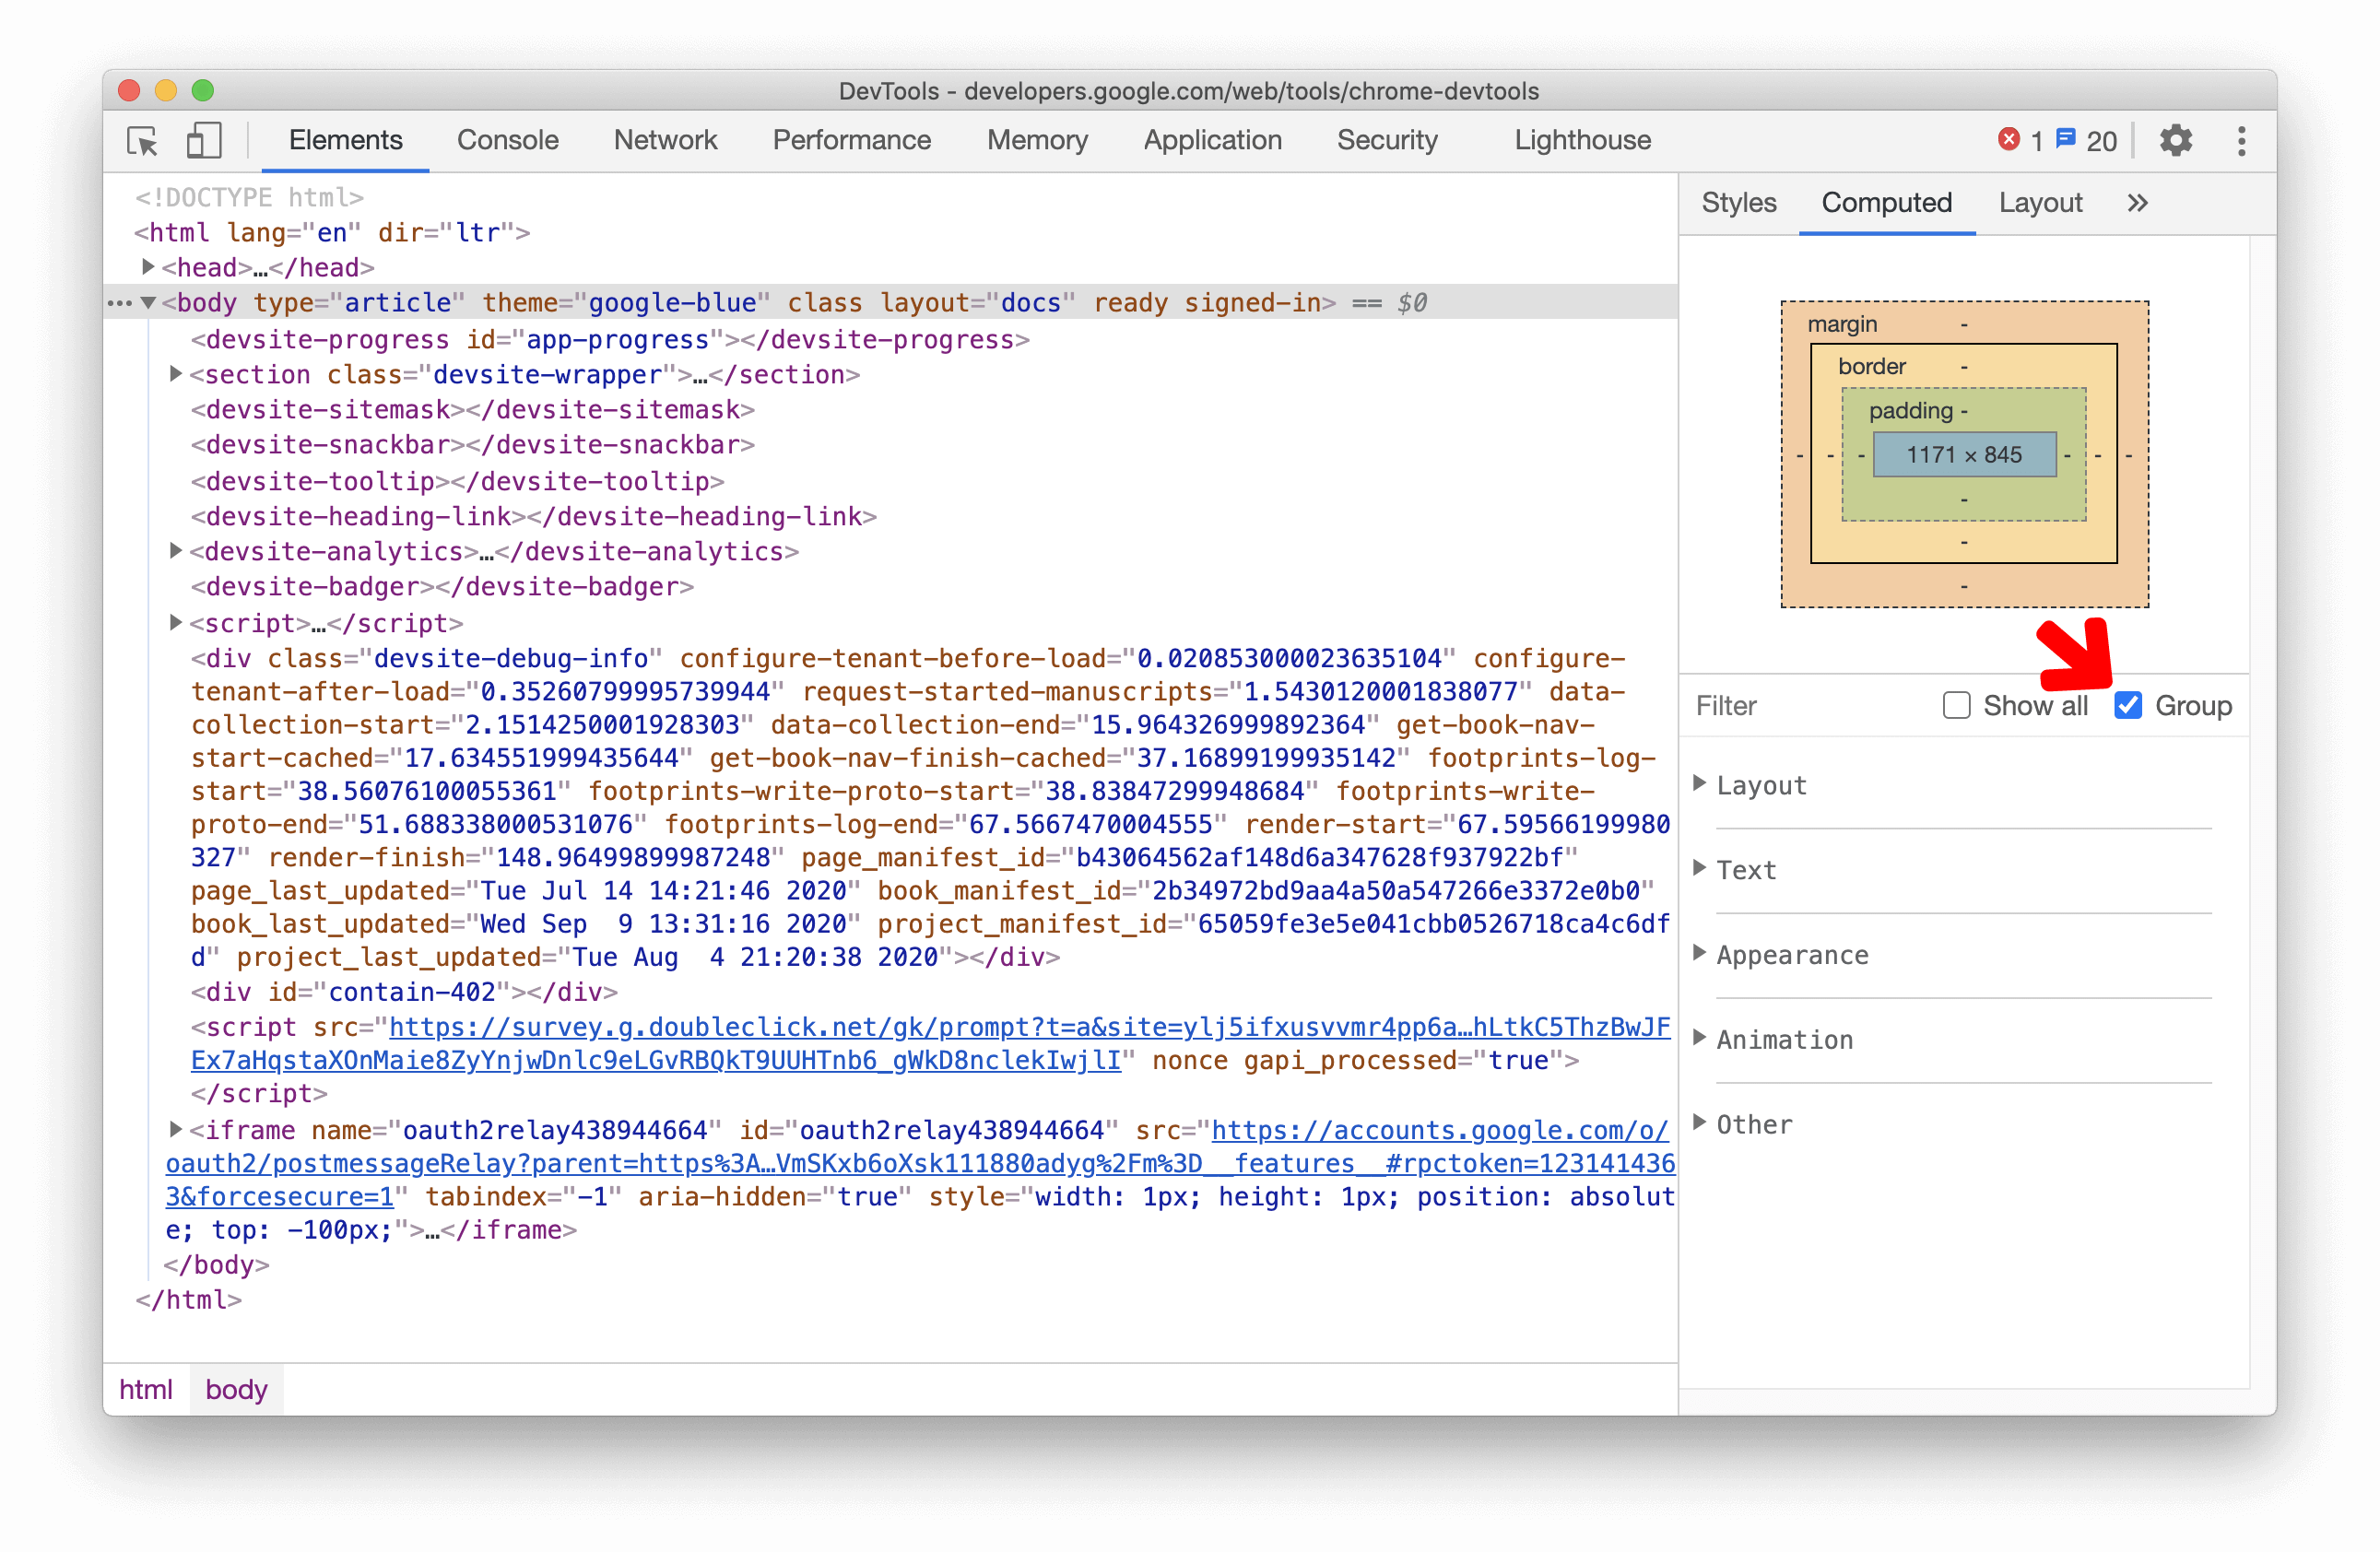 DevTools - developers.google.com/web/tools/chrome-devtools
Elements Console Network Performance Memory Application Security Lighthouse 1 20
<!DOCTYPE html>
<html lang="en" dir="ltr">
<head>…</head>
<body type="article" theme="google-blue" class layout="docs" ready signed-in> == $0
<devsite-progress id="app-progress"></devsite-progress>
<section class="devsite-wrapper">…</section>
<devsite-sitemask></devsite-sitemask>
<devsite-snackbar></devsite-snackbar>
<devsite-tooltip></devsite-tooltip>
<devsite-heading-link></devsite-heading-link>
<devsite-analytics>…</devsite-analytics>
<devsite-badger></devsite-badger>
<script>…</script>
<div class="devsite-debug-info" configure-tenant-before-load="0.020853000023635104" configure-
tenant-after-load="0.35260799995739944" request-started-manuscripts="1.5430120001838077" data-
collection-start="2.1514250001928303" data-collection-end="15.964326999892364" get-book-nav-
start-cached="17.634551999435644" get-book-nav-finish-cached="37.16899199935142" footprints-log-
start="38.56076100055361" footprints-write-proto-start="38.83847299948684" footprints-write-
proto-end="51.688338000531076" footprints-log-end="67.5667470004555" render-start="67.59566199980
327" render-finish="148.96499899987248" page_manifest_id="b43064562af148d6a347628f937922bf"
page_last_updated="Tue Jul 14 14:21:46 2020" book_manifest_id="2b34972bd9aa4a50a547266e3372e0b0"
book_last_updated="Wed Sep  9 13:31:16 2020" project_manifest_id="65059fe3e5e041cbb0526718ca4c6df
d" project_last_updated="Tue Aug  4 21:20:38 2020"></div>
<div id="contain-402"></div>
<script src="https://survey.g.doubleclick.net/gk/prompt?t=a&site=ylj5ifxusvvmr4pp6a…hLtkC5ThzBwJF
Ex7aHqstaXOnMaie8ZyYnjwDnlc9eLGvRBQkT9UUHTnb6_gWkD8nclekIwjlI" nonce gapi_processed="true">
</script>
<iframe name="oauth2relay438944664" id="oauth2relay438944664" src="https://accounts.google.com/o/
oauth2/postmessageRelay?parent=https%3A…VmSKxb6oXsk111880adyg%2Fm%3D__features__#rpctoken=123141436
3&forcesecure=1" tabindex="-1" aria-hidden="true" style="width: 1px; height: 1px; position: absolut
e; top: -100px;">…</iframe>
</body>
</html>
html body
Styles Computed Layout »
margin -
border -
padding -
- - - 1171 × 845 - - -
-
-
-
Filter Show all Group
Layout
Text
Appearance
Animation
Other